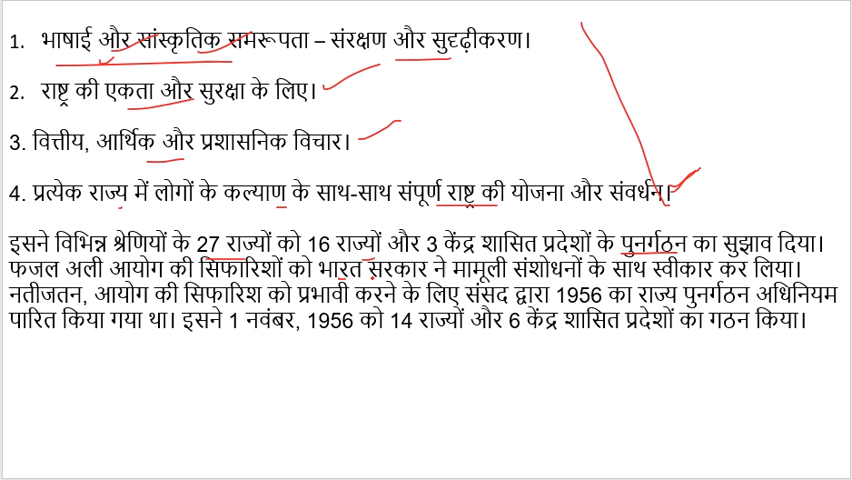 1. भाषाई और सांस्कृतिक समरूपता – संरक्षण और सुदृढ़ीकरण।
2. राष्ट्र की एकता और सुरक्षा के लिए।
3. वित्तीय, आर्थिक और प्रशासनिक विचार।
4. प्रत्येक राज्य में लोगों के कल्याण के साथ-साथ संपूर्ण राष्ट्र की योजना और संवर्धन।
इसने विभिन्न श्रेणियों के 27 राज्यों को 16 राज्यों और 3 केंद्र शासित प्रदेशों के पुनर्गठन का सुझाव दिया।
फजल अली आयोग की सिफारिशों को भारत सरकार ने मामूली संशोधनों के साथ स्वीकार कर लिया।
नतीजतन, आयोग की सिफारिश को प्रभावी करने के लिए संसद द्वारा 1956 का राज्य पुनर्गठन अधिनियम
पारित किया गया था। इसने 1 नवंबर, 1956 को 14 राज्यों और 6 केंद्र शासित प्रदेशों का गठन किया।